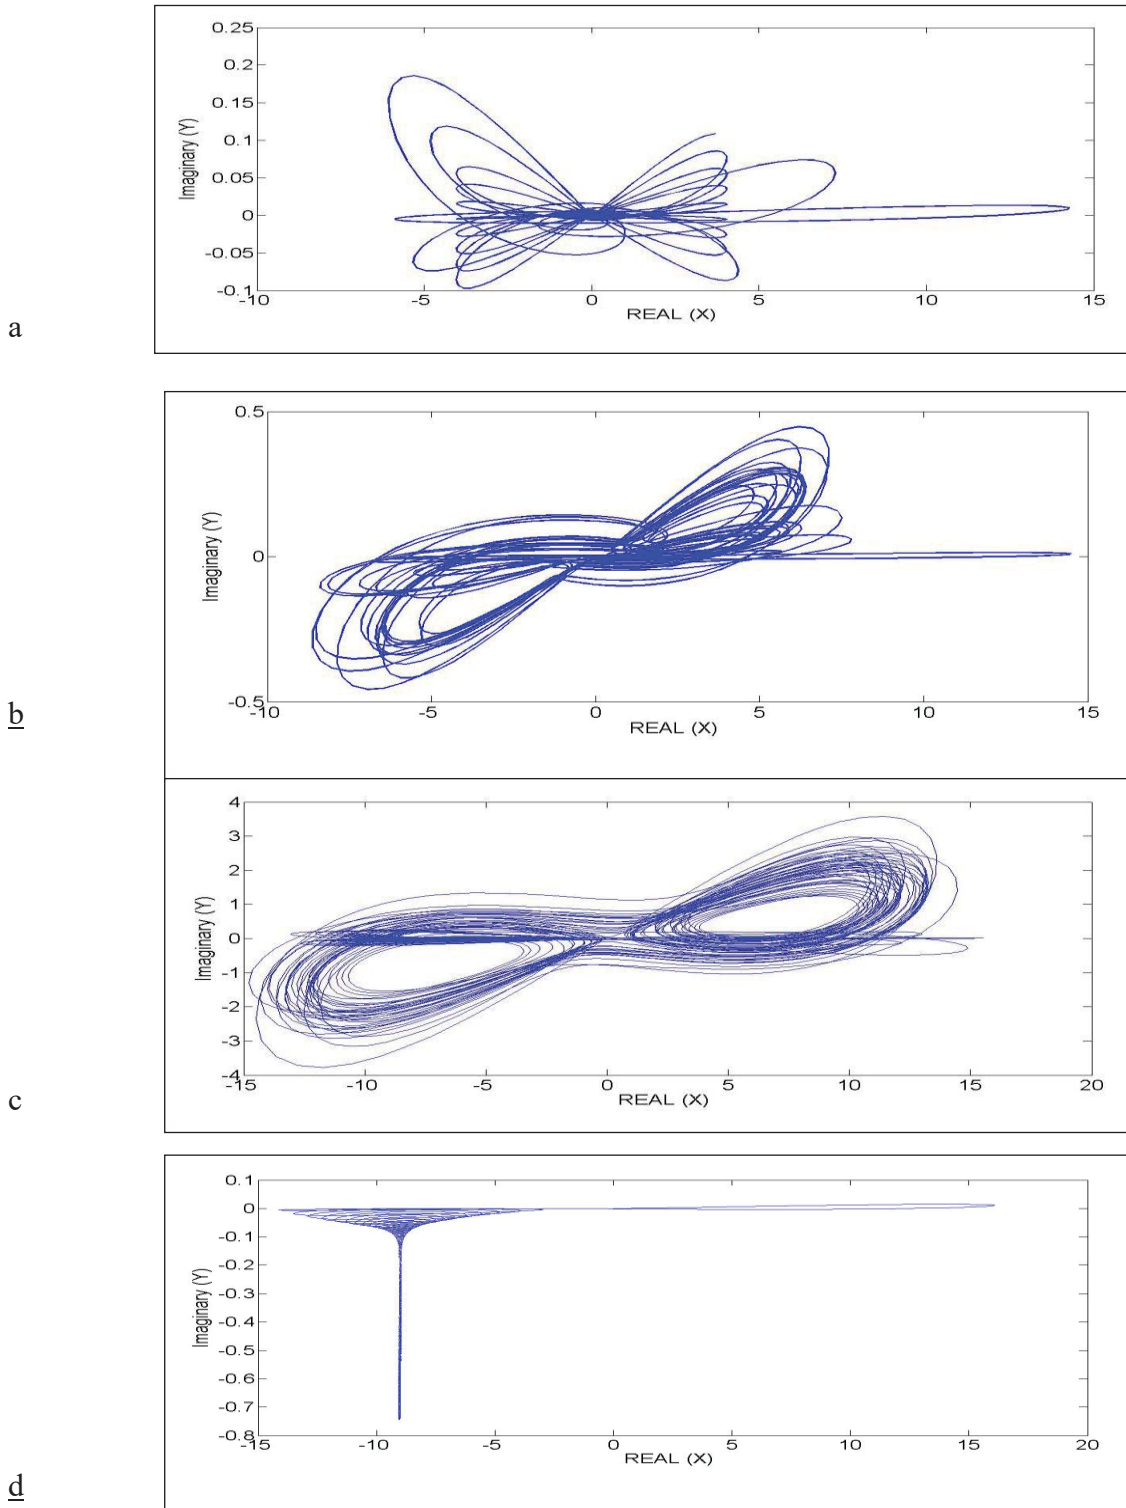 0.25
0.2
0.15
0.1
0.05
0
-0.05
-0.1
Imaginary (Y)
-10 -5 0 5 10 15
REAL (X)
a
0.5
0
-0.5
Imaginary (Y)
-10 -5 0 5 10 15
REAL (X)
b
4
3
2
1
0
-1
-2
-3
-4
Imaginary (Y)
-15 -10 -5 0 5 10 15 20
REAL (X)
c
0.1
0
-0.1
-0.2
-0.3
-0.4
-0.5
-0.6
-0.7
-0.8
Imaginary (Y)
-15 -10 -5 0 5 10 15 20
REAL (X)
d